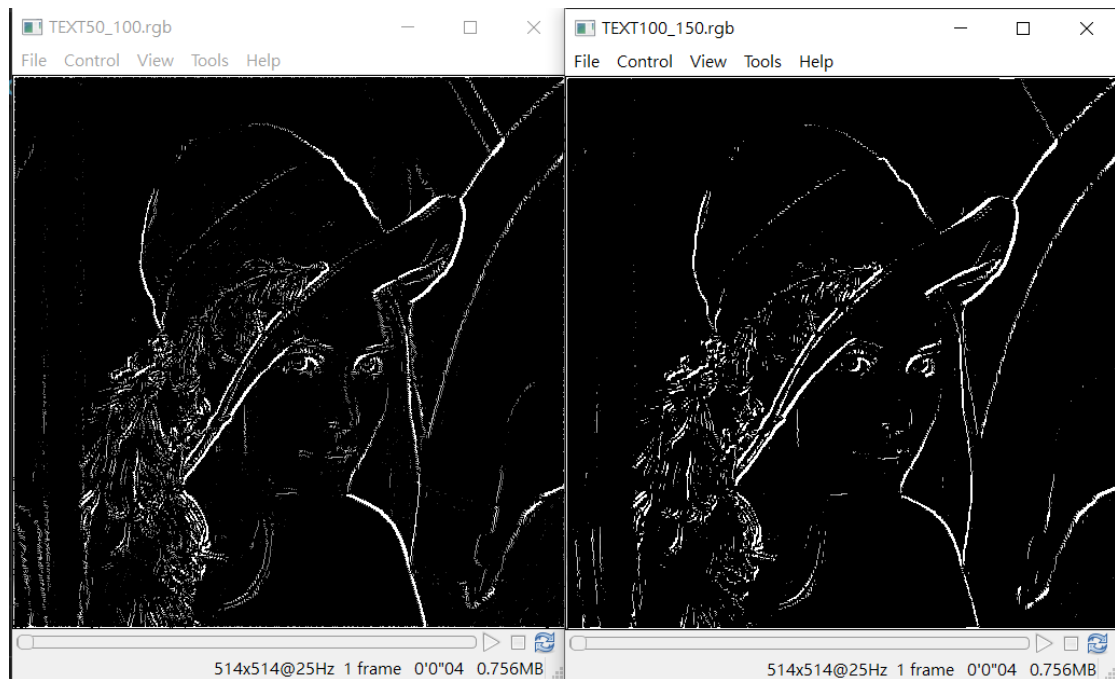 TEXT50_100.rgb
File Control View Tools Help
514x514@25Hz 1 frame 0'0"04 0.756MB
TEXT100_150.rgb
File Control View Tools Help
514x514@25Hz 1 frame 0'0"04 0.756MB